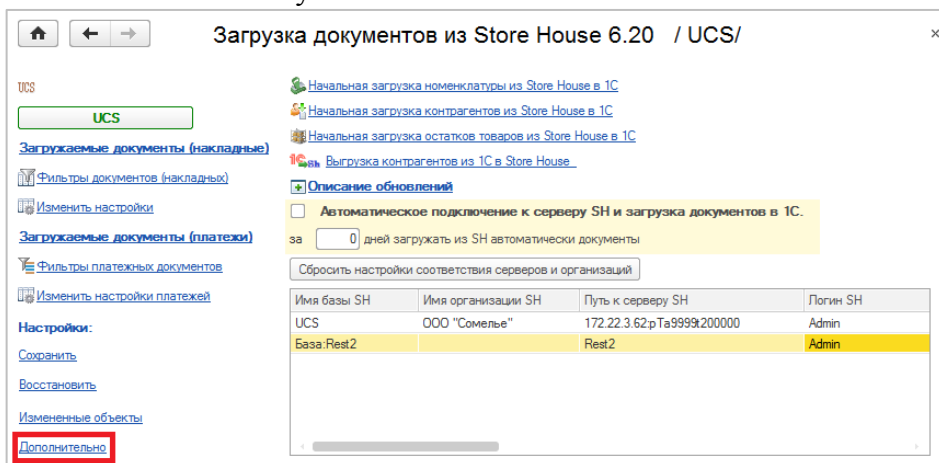 у
Загрузка документов из Store House 6.20 / UCS/
UCS
UCS
Загружаемые документы (накладные)
Фильтры документов (накладных)
Изменить настройки
Загружаемые документы (платежи)
Фильтры платежных документов
Изменить настройки платежей
Настройки:
Сохранить
Восстановить
Измененные объекты
Дополнительно
Начальная загрузка номенклатуры из Store House в 1С
Начальная загрузка контрагентов из Store House в 1С
Начальная загрузка остатков товаров из Store House в 1С
Выгрузка контрагентов из 1С в Store House
Описание обновлений
Автоматическое подключение к серверу SH и загрузка документов в 1С.
за 0 дней загружать из SH автоматически документы
Сбросить настройки соответствия серверов и организаций
Имя базы SH Имя организации SH Путь к серверу SH Логин SH
UCS ООО "Сомелье" 172.22.3.62:pTa9999t200000 Admin
База:Rest2 Rest2 Admin